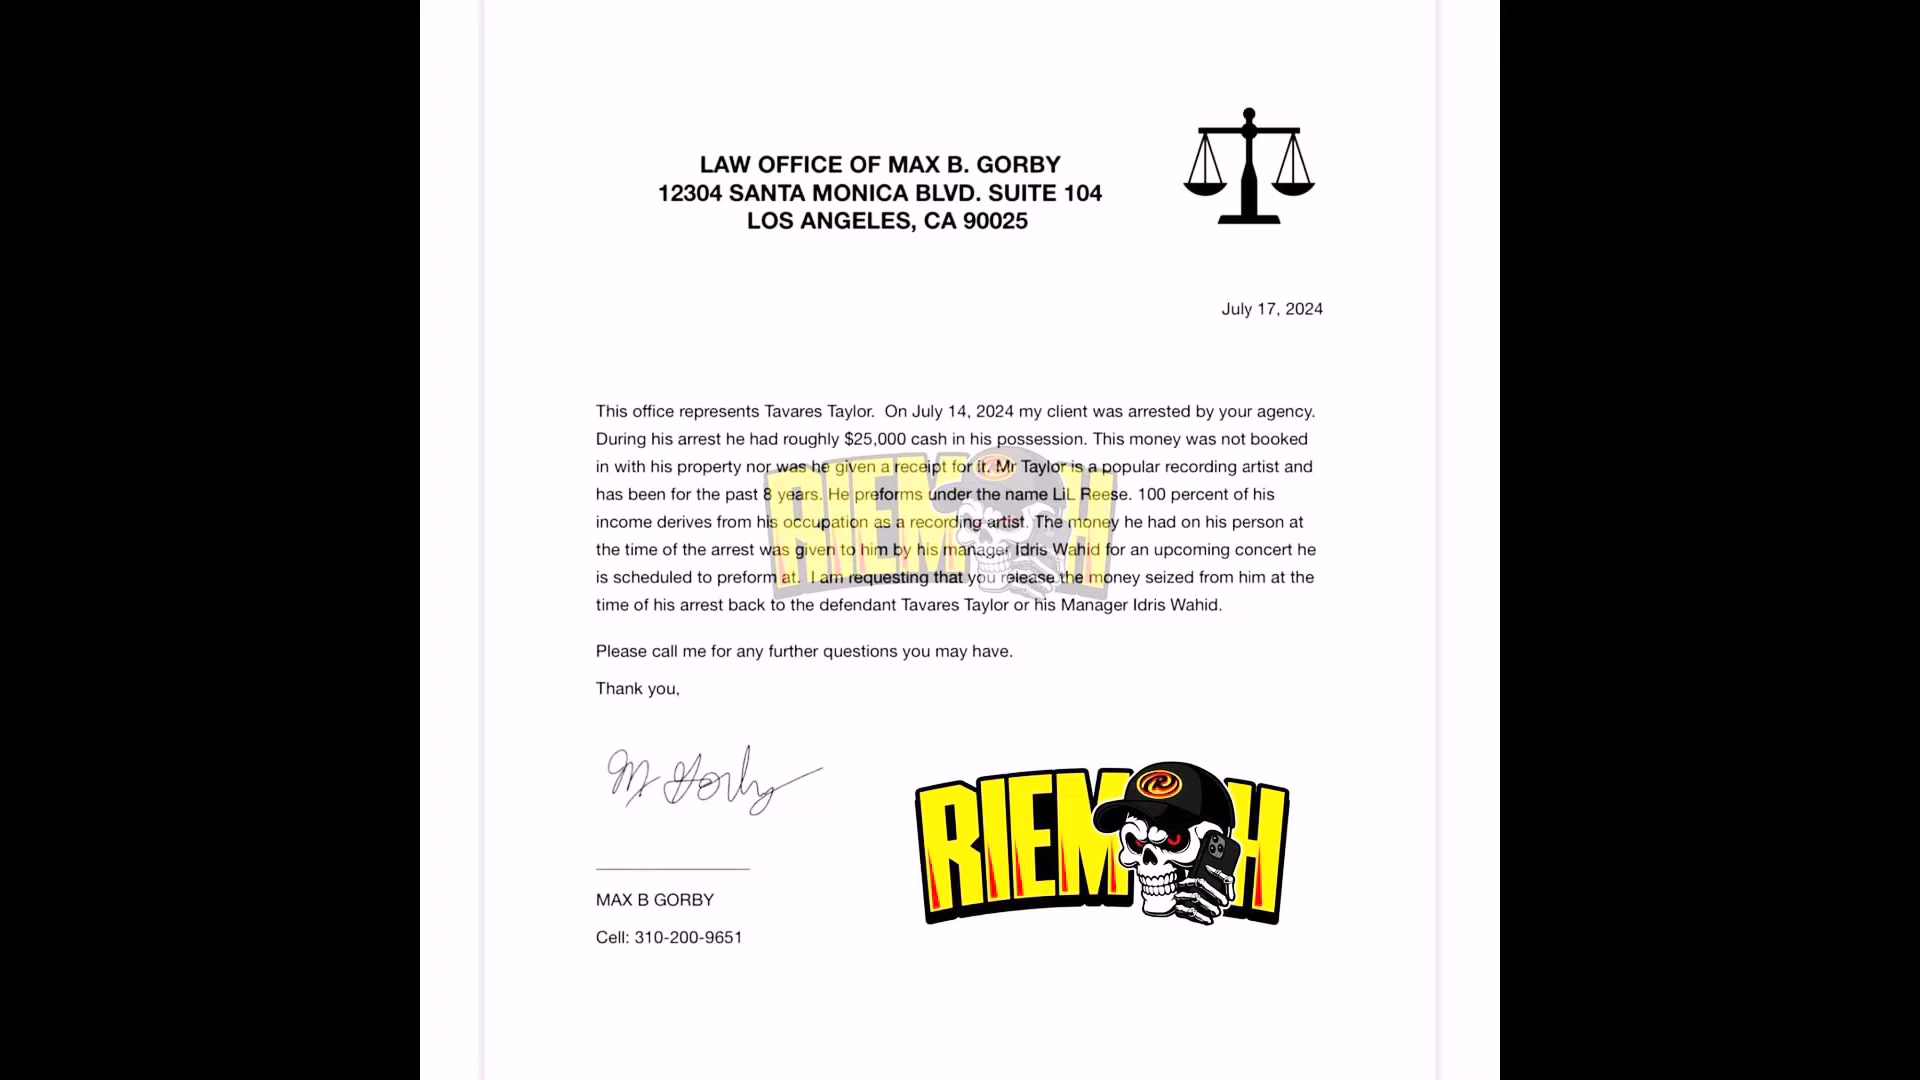 LAW OFFICE OF MAX B. GORBY
12304 SANTA MONICA BLVD. SUITE 104
LOS ANGELES, CA 90025
July 17, 2024
This office represents Tavares Taylor.  On July 14, 2024 my client was arrested by your agency.
During his arrest he had roughly $25,000 cash in his possession. This money was not booked
in with his property nor was he given a receipt for it. Mr Taylor is a popular recording artist and
has been for the past 8 years. He preforms under the name LiL Reese. 100 percent of his
income derives from his occupation as a recording artist. The money he had on his person at
the time of the arrest was given to him by his manager Idris Wahid for an upcoming concert he
is scheduled to preform at.  I am requesting that you release the money seized from him at the
time of his arrest back to the defendant Tavares Taylor or his Manager Idris Wahid.
RIEMOH
Please call me for any further questions you may have.
Thank you,
M. Gorby
RIEMOH
R
MAX B GORBY
Cell: 310-200-9651